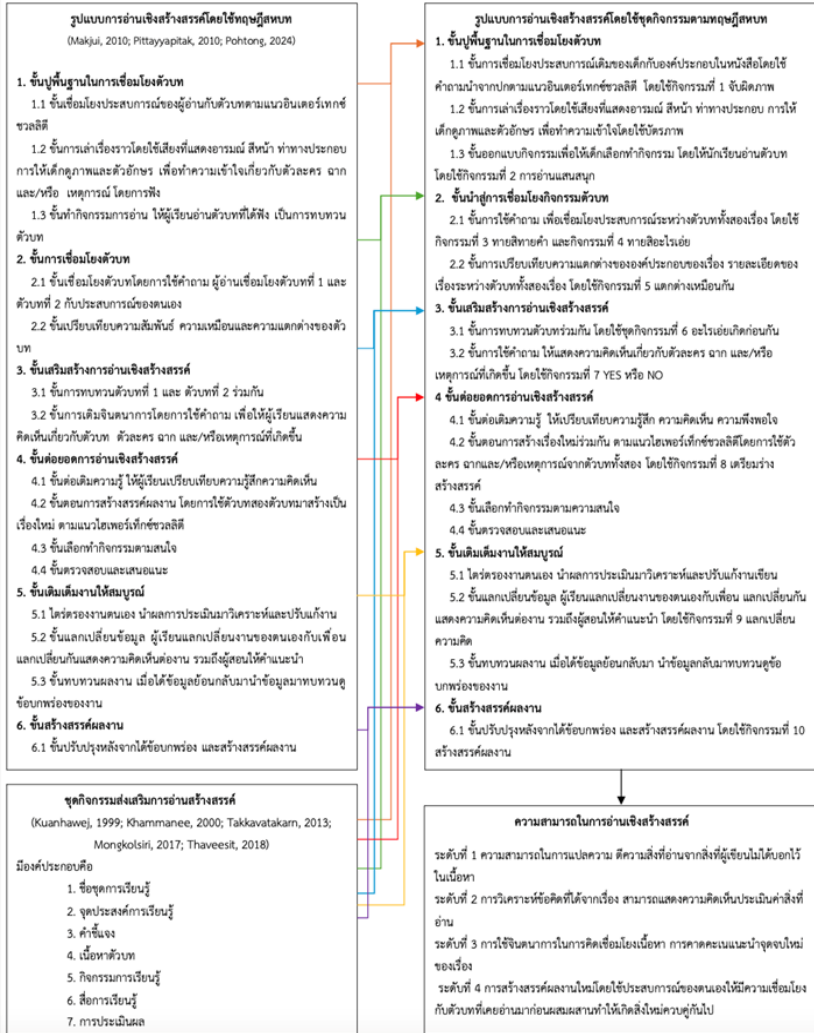 รูปแบบการอ่านเชิงสร้างสรรค์โดยใช้ทฤษฎีสหบท
(Makjui, 2010; Pittayyapitak, 2010; Pohtong, 2024)
1. ขั้นปูพื้นฐานในการเชื่อมโยงตัวบท
1.1 ขั้นเชื่อมโยงประสบการณ์ของผู้อ่านกับตัวบทตามแนวอินเตอร์เทกซ์
ชวลลิตี
1.2 ขั้นการเล่าเรื่องราวโดยใช้เสียงที่แสดงอารมณ์ สีหน้า ท่าทางประกอบ
การให้เด็กดูภาพและตัวอักษร เพื่อทำความเข้าใจเกี่ยวกับตัวละคร ฉาก
และ/หรือ เหตุการณ์ โดยการฟัง
1.3 ขั้นทำกิจกรรมการอ่าน ให้ผู้เรียนอ่านตัวบทที่ได้ฟัง เป็นการทบทวน
ตัวบท
2. ขั้นการเชื่อมโยงตัวบท
2.1 ขั้นเชื่อมโยงตัวบทโดยการใช้คำถาม ผู้อ่านเชื่อมโยงตัวบทที่ 1 และ
ตัวบทที่ 2 กับประสบการณ์ของตนเอง
2.2 ขั้นเปรียบเทียบความสัมพันธ์ ความเหมือนและความแตกต่างของตัว
บท
3. ขั้นเสริมสร้างการอ่านเชิงสร้างสรรค์
3.1 ขั้นการทบทวนตัวบทที่ 1 และ ตัวบทที่ 2 ร่วมกัน
3.2 ขั้นการเติมจินตนาการโดยการใช้คำถาม เพื่อให้ผู้เรียนแสดงความ
คิดเห็นเกี่ยวกับตัวบท ตัวละคร ฉาก และ/หรือเหตุการณ์ที่เกิดขึ้น
4. ขั้นต่อยอดการอ่านเชิงสร้างสรรค์
4.1 ขั้นต่อเติมความรู้ ให้ผู้เรียนเปรียบเทียบความรู้สึกความคิดเห็น
4.2 ขั้นตอนการสร้างสรรค์ผลงาน โดยการใช้ตัวบทสองตัวบทมาสร้างเป็น
เรื่องใหม่ ตามแนวไฮเพอร์เท็กซ์ชวลลิตี
4.3 ขั้นเลือกทำกิจกรรมตามสนใจ
4.4 ขั้นตรวจสอบและเสนอแนะ
5. ขั้นเติมเต็มงานให้สมบูรณ์
5.1 ไตร่ตรองงานตนเอง นำผลการประเมินมาวิเคราะห์และปรับแก้งาน
5.2 ขั้นแลกเปลี่ยนข้อมูล ผู้เรียนแลกเปลี่ยนงานของตนเองกับเพื่อน
แลกเปลี่ยนกันแสดงความคิดเห็นต่องาน รวมถึงผู้สอนให้คำแนะนำ
5.3 ขั้นทบทวนผลงาน เมื่อได้ข้อมูลย้อนกลับมานำข้อมูลมาทบทวนดู
ข้อบกพร่องของงาน
6. ขั้นสร้างสรรค์ผลงาน
6.1 ขั้นปรับปรุงหลังจากได้ข้อบกพร่อง และสร้างสรรค์ผลงาน
ชุดกิจกรรมส่งเสริมการอ่านสร้างสรรค์
(Kuanhawej, 1999; Khammanee, 2000; Takkavatakarn, 2013;
Mongkolsiri, 2017; Thaveesit, 2018)
มีองค์ประกอบคือ
1. ชื่อชุดการเรียนรู้
2. จุดประสงค์การเรียนรู้
3. คำชี้แจง
4. เนื้อหาตัวบท
5. กิจกรรมการเรียนรู้
6. สื่อการเรียนรู้
7. การประเมินผล
รูปแบบการอ่านเชิงสร้างสรรค์โดยใช้ชุดกิจกรรมตามทฤษฎีสหบท
1. ขั้นปูพื้นฐานในการเชื่อมโยงตัวบท
1.1 ขั้นการเชื่อมโยงประสบการณ์เดิมของเด็กกับองค์ประกอบในหนังสือโดยใช้
คำถามนำจากปกตามแนวอินเตอร์เทกซ์ชวลลิตี โดยใช้กิจกรรมที่ 1 จับผิดภาพ
1.2 ขั้นการเล่าเรื่องราวโดยใช้เสียงที่แสดงอารมณ์ สีหน้า ท่าทางประกอบ การให้
เด็กดูภาพและตัวอักษร เพื่อทำความเข้าใจโดยใช้บัตรภาพ
1.3 ขั้นออกแบบกิจกรรมเพื่อให้เด็กเลือกทำกิจกรรม โดยให้นักเรียนอ่านตัวบท
โดยใช้กิจกรรมที่ 2 การอ่านแสนสนุก
2. ขั้นนำสู่การเชื่อมโยงกิจกรรมตัวบท
2.1 ขั้นการใช้คำถาม เพื่อเชื่อมโยงประสบการณ์ระหว่างตัวบททั้งสองเรื่อง โดยใช้
กิจกรรมที่ 3 ทายสิทายคำ และกิจกรรมที่ 4 ทายสิอะไรเอ่ย
2.2 ขั้นการเปรียบเทียบความแตกต่างขององค์ประกอบของเรื่อง รายละเอียดของ
เรื่องระหว่างตัวบททั้งสองเรื่อง โดยใช้กิจกรรมที่ 5 แตกต่างเหมือนกัน
3. ขั้นเสริมสร้างการอ่านเชิงสร้างสรรค์
3.1 ขั้นการทบทวนตัวบทร่วมกัน โดยใช้ชุดกิจกรรมที่ 6 อะไรเอ่ยเกิดก่อนกัน
3.2 ขั้นการใช้คำถาม ให้แสดงความคิดเห็นเกี่ยวกับตัวละคร ฉาก และ/หรือ
เหตุการณ์ที่เกิดขึ้น โดยใช้กิจกรรมที่ 7 YES หรือ NO
4 ขั้นต่อยอดการอ่านเชิงสร้างสรรค์
4.1 ขั้นต่อเติมความรู้ ให้เปรียบเทียบความรู้สึก ความคิดเห็น ความพึงพอใจ
4.2 ขั้นตอนการสร้างเรื่องใหม่ร่วมกัน ตามแนวไฮเพอร์เท็กซ์ชวลลิตีโดยการใช้ตัว
ละคร ฉากและ/หรือเหตุการณ์จากตัวบททั้งสอง โดยใช้กิจกรรมที่ 8 เตรียมร่าง
สร้างสรรค์
4.3 ขั้นเลือกทำกิจกรรมตามความสนใจ
4.4 ขั้นตรวจสอบและเสนอแนะ
5. ขั้นเติมเต็มงานให้สมบูรณ์
5.1 ไตร่ตรองงานตนเอง นำผลการประเมินมาวิเคราะห์และปรับแก้งานเขียน
5.2 ขั้นแลกเปลี่ยนข้อมูล ผู้เรียนแลกเปลี่ยนงานของตนเองกับเพื่อน แลกเปลี่ยนกัน
แสดงความคิดเห็นต่องาน รวมถึงผู้สอนให้คำแนะนำ โดยใช้กิจกรรมที่ 9 แลกเปลี่ยน
ความคิด
5.3 ขั้นทบทวนผลงาน เมื่อได้ข้อมูลย้อนกลับมา นำข้อมูลกลับมาทบทวนดูข้อ
บกพร่องของงาน
6. ขั้นสร้างสรรค์ผลงาน
6.1 ขั้นปรับปรุงหลังจากได้ข้อบกพร่อง และสร้างสรรค์ผลงาน โดยใช้กิจกรรมที่ 10
สร้างสรรค์ผลงาน
ความสามารถในการอ่านเชิงสร้างสรรค์
ระดับที่ 1 ความสามารถในการแปลความ ตีความสิ่งที่อ่านจากสิ่งที่ผู้เขียนไม่ได้บอกไว้
ในเนื้อหา
ระดับที่ 2 การวิเคราะห์ข้อคิดที่ได้จากเรื่อง สามารถแสดงความคิดเห็นประเมินค่าสิ่งที่
อ่าน
ระดับที่ 3 การใช้จินตนาการในการคิดเชื่อมโยงเนื้อหา การคาดคะเนแนะนำจุดจบใหม่
ของเรื่อง
ระดับที่ 4 การสร้างสรรค์ผลงานใหม่โดยใช้ประสบการณ์ของตนเองให้มีความเชื่อมโยง
กับตัวบทที่เคยอ่านมาก่อนผสมผสานทำให้เกิดสิ่งใหม่ควบคู่กันไป